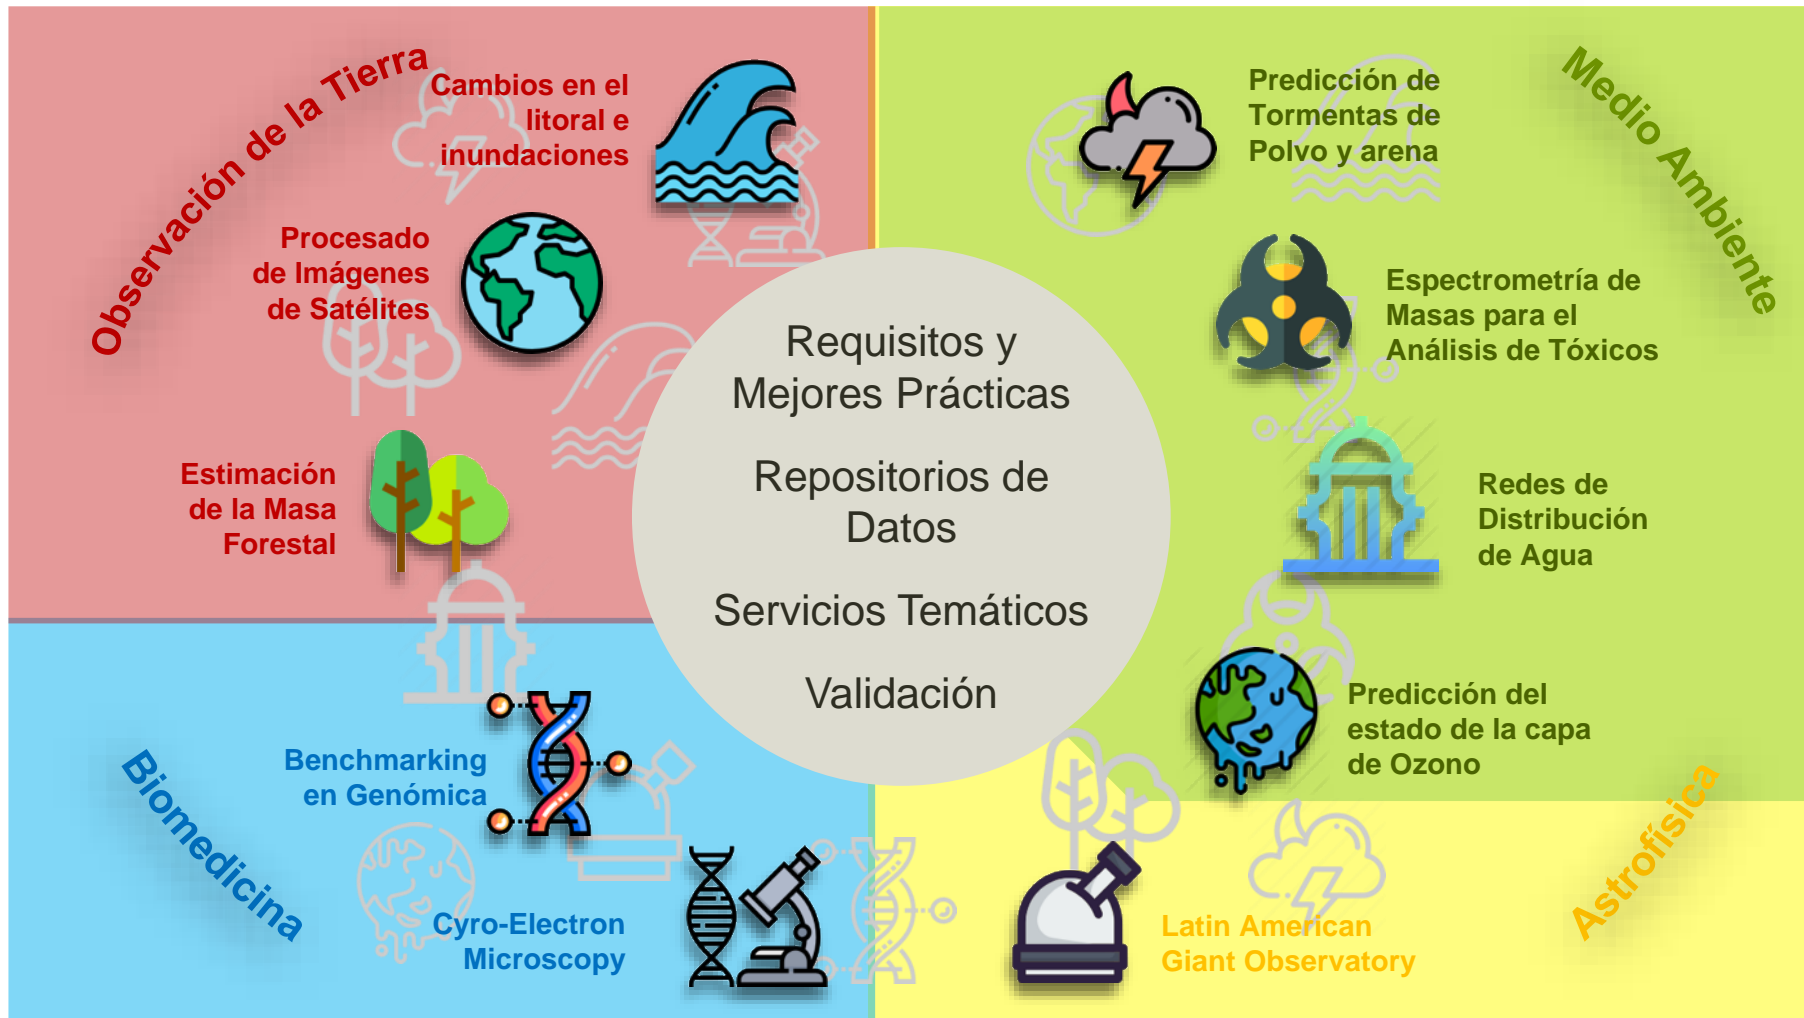 Observación de la Tierra
Cambios en el
litoral e
inundaciones
Procesado
de Imágenes
de Satélites
Estimación
de la Masa
Forestal
Medio Ambiente
Predicción de
Tormentas de
Polvo y arena
Espectrometría de
Masas para el
Análisis de Tóxicos
Redes de
Distribución
de Agua
Predicción del
estado de la capa
de Ozono
Requisitos y
Mejores Prácticas
Repositorios de
Datos
Servicios Temáticos
Validación
Biomedicina
Benchmarking
en Genómica
Cyro-Electron
Microscopy
Astrofísica
Latin American
Giant Observatory